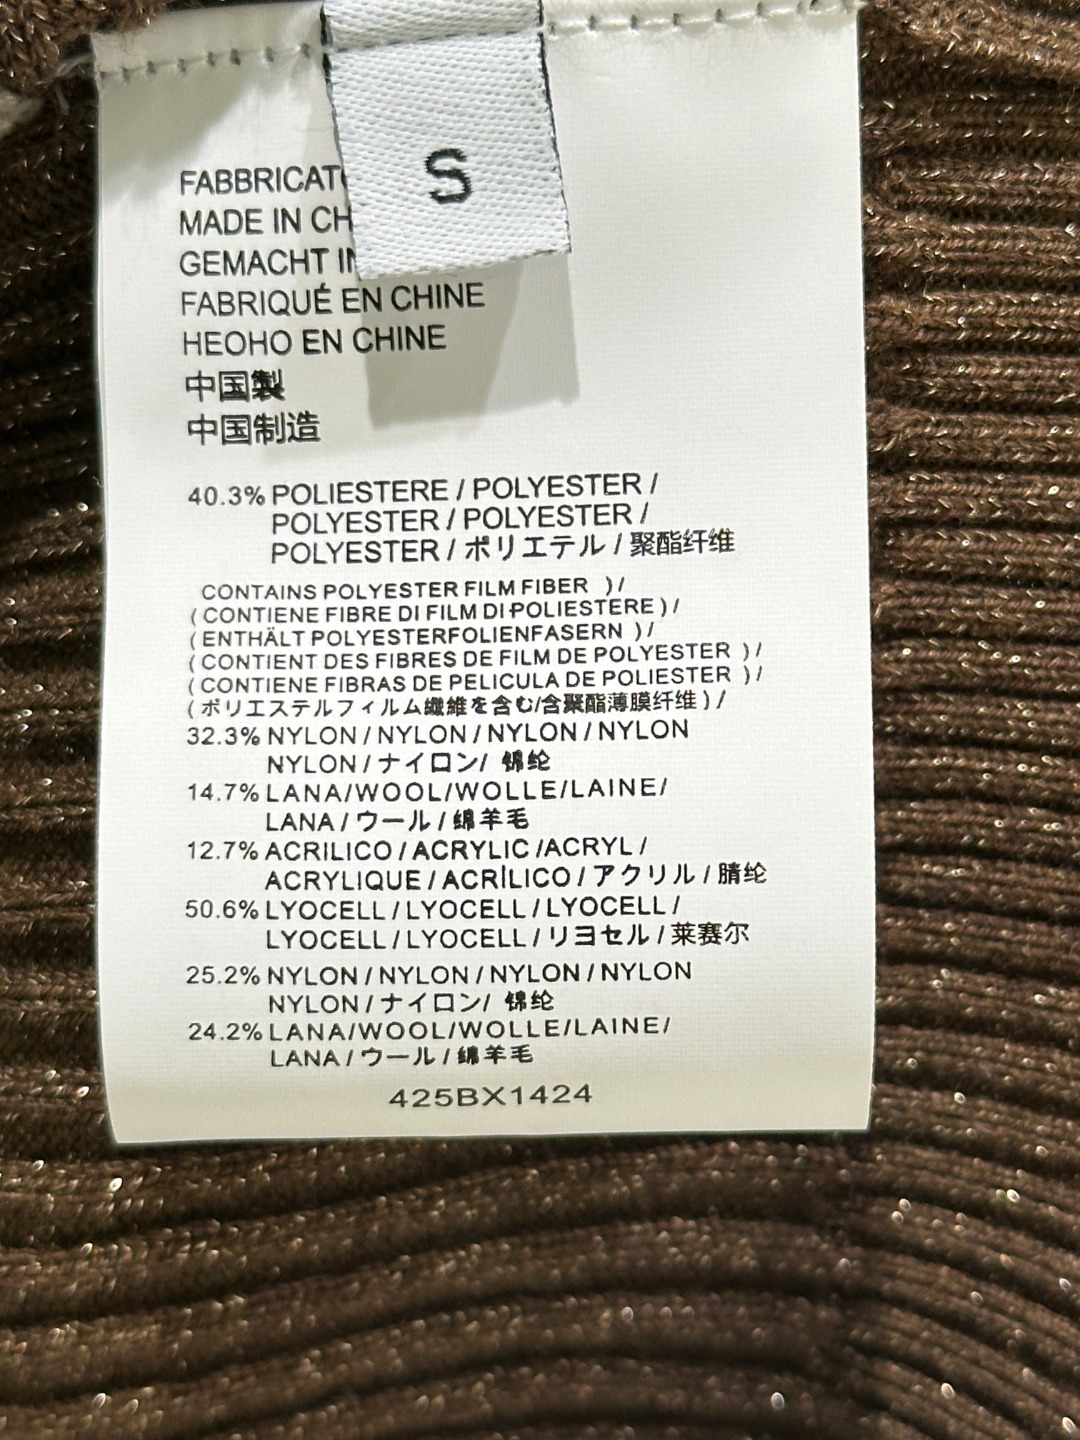 S
FABBRICAT
MADE IN CH
GEMACHT IN
FABRIQUÉ EN CHINE
HEOHO EN CHINE
中国製
中国制造
40.3% POLIESTERE / POLYESTER /
POLYESTER / POLYESTER /
POLYESTER / ポリエテル / 聚酯纤维
CONTAINS POLYESTER FILM FIBER )/
( CONTIENE FIBRE DI FILM DI POLIESTERE ) /
( ENTHÄLT POLYESTERFOLIENFASERN )/
( CONTIENT DES FIBRES DE FILM DE POLYESTER ) /
( CONTIENE FIBRAS DE PELICULA DE POLIESTER ) /
( ポリエステルフィルム繊維を含む/含聚酯薄膜纤维 ) /
32.3% NYLON / NYLON / NYLON / NYLON
NYLON / ナイロン/ 锦纶
14.7% LANA/WOOL/WOLLE/LAINE/
LANA / ウール / 绵羊毛
12.7% ACRILICO / ACRYLIC /ACRYL /
ACRYLIQUE / ACRÍLICO / アクリル / 腈纶
50.6% LYOCELL / LYOCELL / LYOCELL /
LYOCELL / LYOCELL / リヨセル / 莱赛尔
25.2% NYLON / NYLON / NYLON / NYLON
NYLON / ナイロン/ 锦纶
24.2% LANA/WOOL/WOLLE/LAINE/
LANA / ウール / 绵羊毛
425BX1424